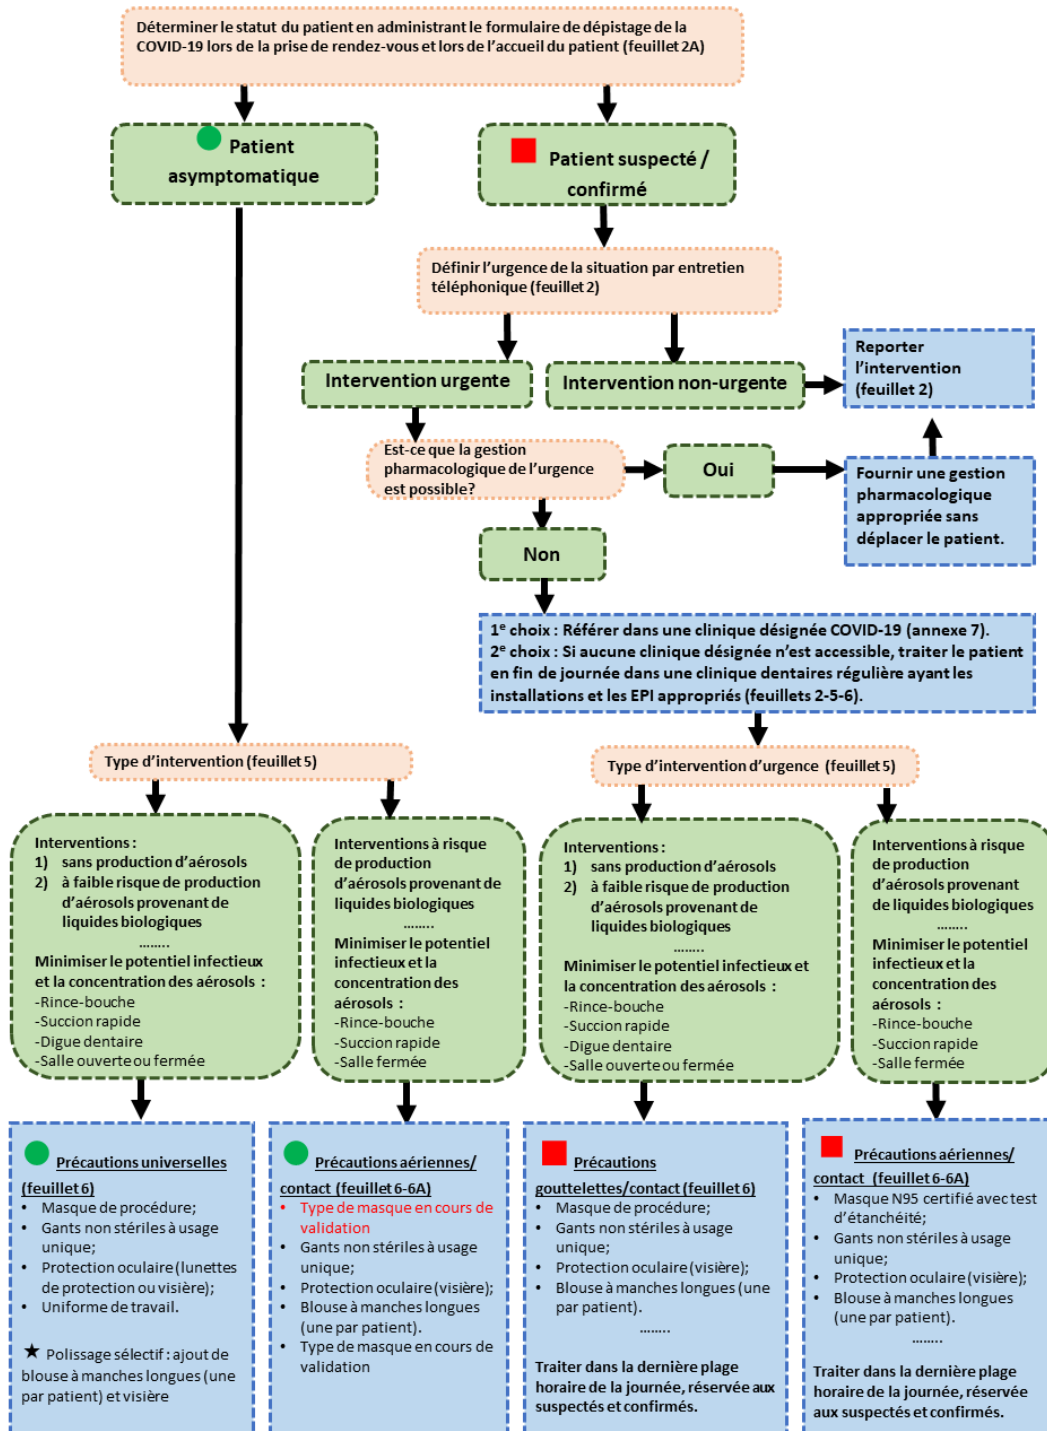 Déterminer le statut du patient en administrant le formulaire de dépistage de la
COVID-19 lors de la prise de rendez-vous et lors de l'accueil du patient (feuillet 2A)
Patient
asymptomatique
Patient suspecté /
confirmé
Définir l'urgence de la situation par entretien
téléphonique (feuillet 2)
Intervention urgente
Intervention non-urgente
Reporter
l'intervention
(feuillet 2)
Est-ce que la gestion
pharmacologique de l'urgence
est possible?
Oui
Fournir une gestion
pharmacologique
appropriée sans
déplacer le patient.
Non
1e choix : Référer dans une clinique désignée COVID-19 (annexe 7).
2e choix : Si aucune clinique désignée n'est accessible, traiter le patient
en fin de journée dans une clinique dentaires régulière ayant les
installations et les EPI appropriés (feuillets 2-5-6).
Type d'intervention (feuillet 5)
Type d'intervention d'urgence (feuillet 5)
Interventions :
1) sans production d'aérosols
2) à faible risque de production
d'aérosols provenant de
liquides biologiques
........
Minimiser le potentiel infectieux
et la concentration des aérosols :
-Rince-bouche
-Succion rapide
-Digue dentaire
-Salle ouverte ou fermée
Interventions à risque
de production
d'aérosols provenant de
liquides biologiques
........
Minimiser le potentiel
infectieux et la
concentration des
aérosols :
-Rince-bouche
-Succion rapide
-Salle fermée
Interventions :
1) sans production d'aérosols
2) à faible risque de production
d'aérosols provenant de
liquides biologiques
........
Minimiser le potentiel infectieux et
la concentration des aérosols :
-Rince-bouche
-Succion rapide
-Digue dentaire
-Salle ouverte ou fermée
Interventions à risque
de production
d'aérosols provenant
de liquides biologiques
........
Minimiser le potentiel
infectieux et la
concentration des
aérosols :
-Rince-bouche
-Succion rapide
-Salle fermée
Précautions universelles
(feuillet 6)
• Masque de procédure;
• Gants non stériles à usage
unique;
• Protection oculaire (lunettes
de protection ou visière);
• Uniforme de travail.
★ Polissage sélectif : ajout de
blouse à manches longues (une
par patient) et visière
Précautions aériennes/
contact (feuillet 6-6A)
• Type de masque en cours de
validation
• Gants non stériles à usage
unique;
• Protection oculaire (visière);
• Blouse à manches longues
(une par patient).
• Type de masque en cours de
validation
Précautions
gouttelettes/contact (feuillet 6)
• Masque de procédure;
• Gants non stériles à usage
unique;
• Protection oculaire (visière);
• Blouse à manches longues (une
par patient).
........
Traiter dans la dernière plage
horaire de la journée, réservée aux
suspectés et confirmés.
Précautions aériennes/
contact (feuillet 6-6A)
• Masque N95 certifié avec test
d'étanchéité;
• Gants non stériles à usage
unique;
• Protection oculaire (visière);
• Blouse à manches longues
(une par patient).
........
Traiter dans la dernière plage
horaire de la journée, réservée
aux suspectés et confirmés.